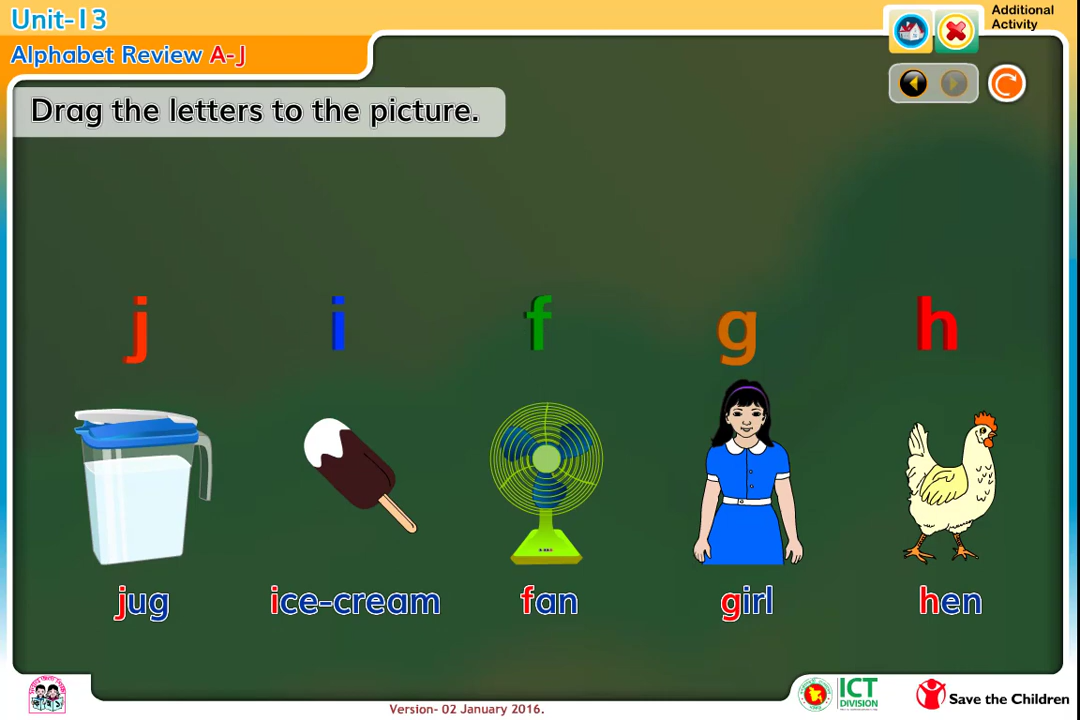 Unit-13
Additional
Activity
Alphabet Review A-J
Drag the letters to the picture.
j i f g h
jug ice-cream fan girl hen
ICT
DIVISION
Save the Children
Version- 02 January 2016.